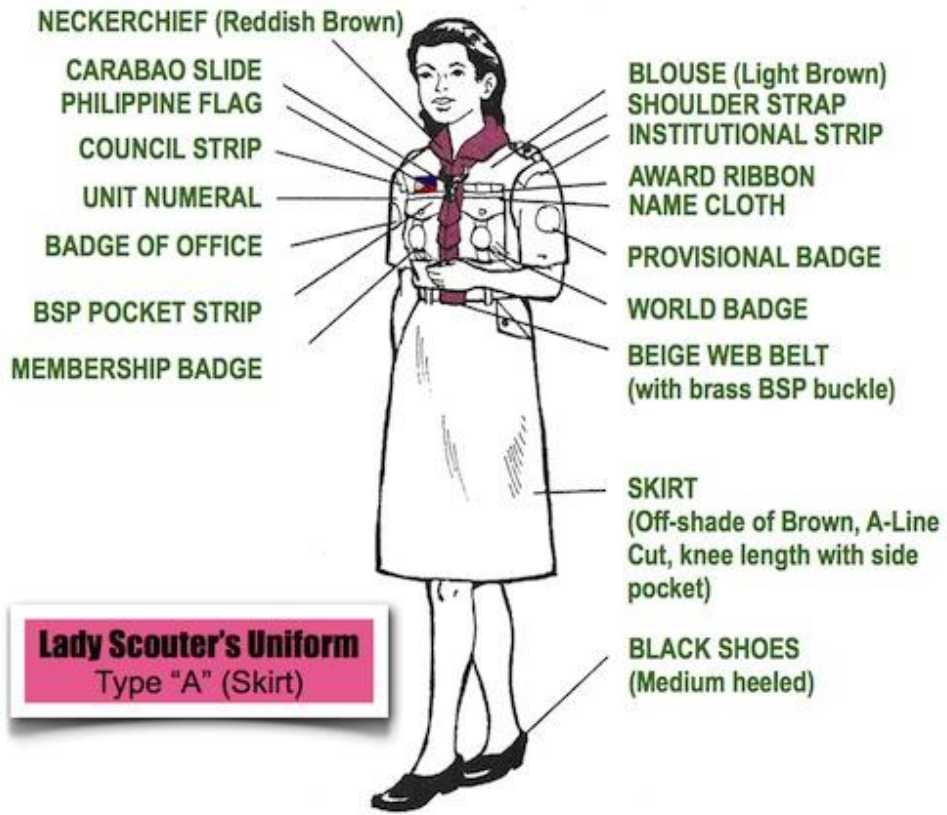 NECKERCHIEF (Reddish Brown)
CARABAO SLIDE
PHILIPPINE FLAG
COUNCIL STRIP
UNIT NUMERAL
BADGE OF OFFICE
BSP POCKET STRIP
MEMBERSHIP BADGE
BLOUSE (Light Brown)
SHOULDER STRAP
INSTITUTIONAL STRIP
AWARD RIBBON
NAME CLOTH
PROVISIONAL BADGE
WORLD BADGE
BEIGE WEB BELT
(with brass BSP buckle)
SKIRT
(Off-shade of Brown, A-Line
Cut, knee length with side
pocket)
BLACK SHOES
(Medium heeled)
Lady Scouter's Uniform
Type “A” (Skirt)